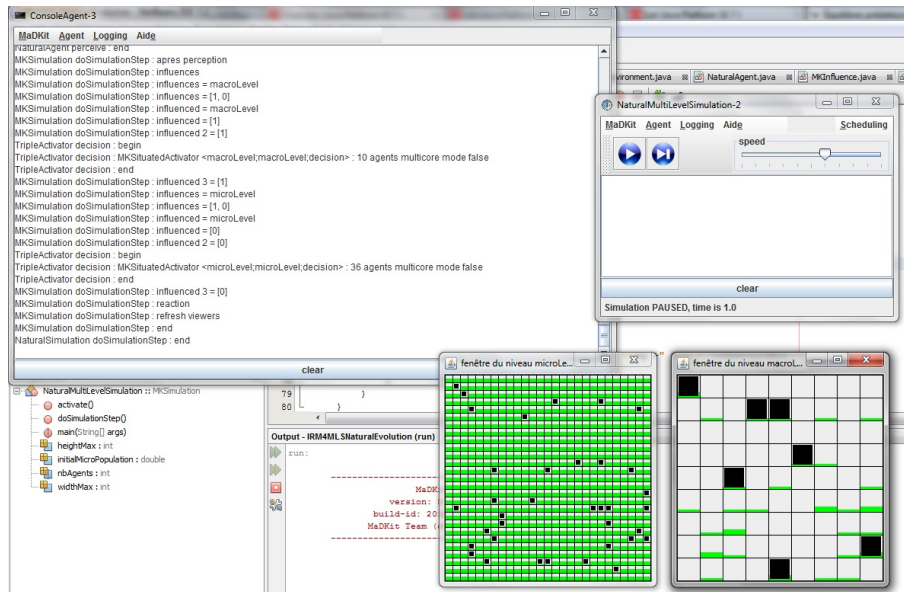 ConsoleAgent-3
MaDKit Agent Logging Aide
NaturalAgent perceive : end
MKSimulation doSimulationStep : apres perception
MKSimulation doSimulationStep : influences
MKSimulation doSimulationStep : influences = macroLevel
MKSimulation doSimulationStep : influences = [1, 0]
MKSimulation doSimulationStep : influenced = macroLevel
MKSimulation doSimulationStep : influenced = [1]
MKSimulation doSimulationStep : influenced 2 = [1]
TripleActivator decision : begin
TripleActivator decision : MKSituatedActivator <macroLevel;macroLevel;decision> : 10 agents multicore mode false
TripleActivator decision : end
MKSimulation doSimulationStep : influenced 3 = [1]
MKSimulation doSimulationStep : influences = microLevel
MKSimulation doSimulationStep : influences = [1, 0]
MKSimulation doSimulationStep : influenced = microLevel
MKSimulation doSimulationStep : influenced = [0]
MKSimulation doSimulationStep : influenced 2 = [0]
TripleActivator decision : begin
TripleActivator decision : MKSituatedActivator <microLevel;microLevel;decision> : 36 agents multicore mode false
TripleActivator decision : end
MKSimulation doSimulationStep : influenced 3 = [0]
MKSimulation doSimulationStep : reaction
MKSimulation doSimulationStep : refresh viewers
MKSimulation doSimulationStep : end
NaturalSimulation doSimulationStep : end
clear
vironment.java NaturalAgent.java MKInfluence.java
NaturalMultiLevelSimulation-2
MaDKit Agent Logging Aide Scheduling
speed
clear
Simulation PAUSED, time is 1.0
NaturalMultiLevelSimulation :: MKSimulation
activate()
doSimulationStep()
main(String[] args)
heightMax : int
initialMicroPopulation : double
nbAgents : int
widthMax : int
79 }
80 }
Output - IRM4MLSNaturalEvolution (run)
run:
MaDK
version:
build-id: 20
MaDKit Team (
fenêtre du niveau microLe...
fenêtre du niveau macroL...